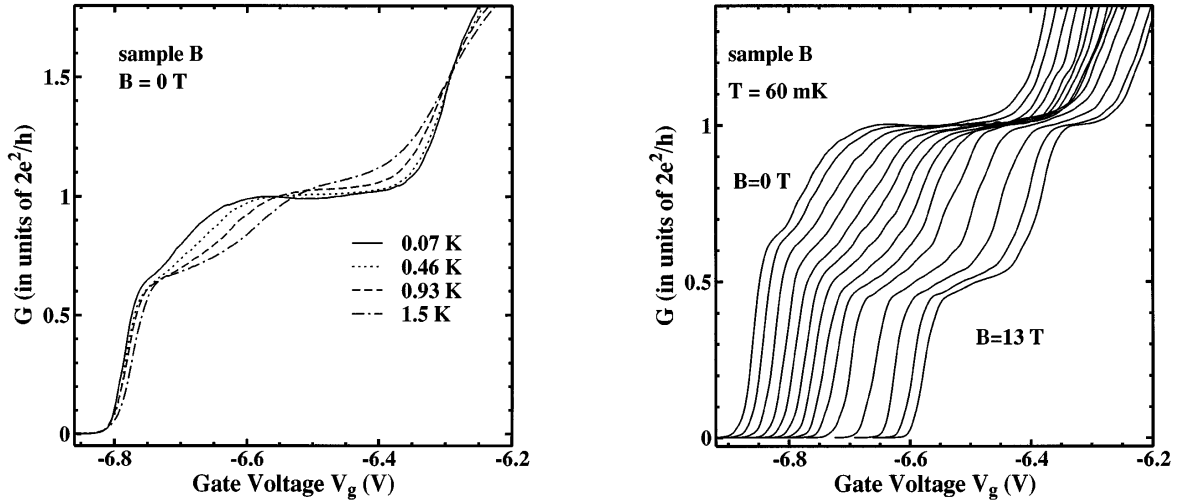 sample B
B = 0 T
G (in units of 2e²/h)
1.5
1
0.5
0
0.07 K
0.46 K
0.93 K
1.5 K
-6.8
-6.6
-6.4
-6.2
Gate Voltage V_g (V)
sample B
T = 60 mK
G (in units of 2e²/h)
1
0.5
0
B=0 T
B=13 T
-6.8
-6.6
-6.4
-6.2
Gate Voltage V_g (V)